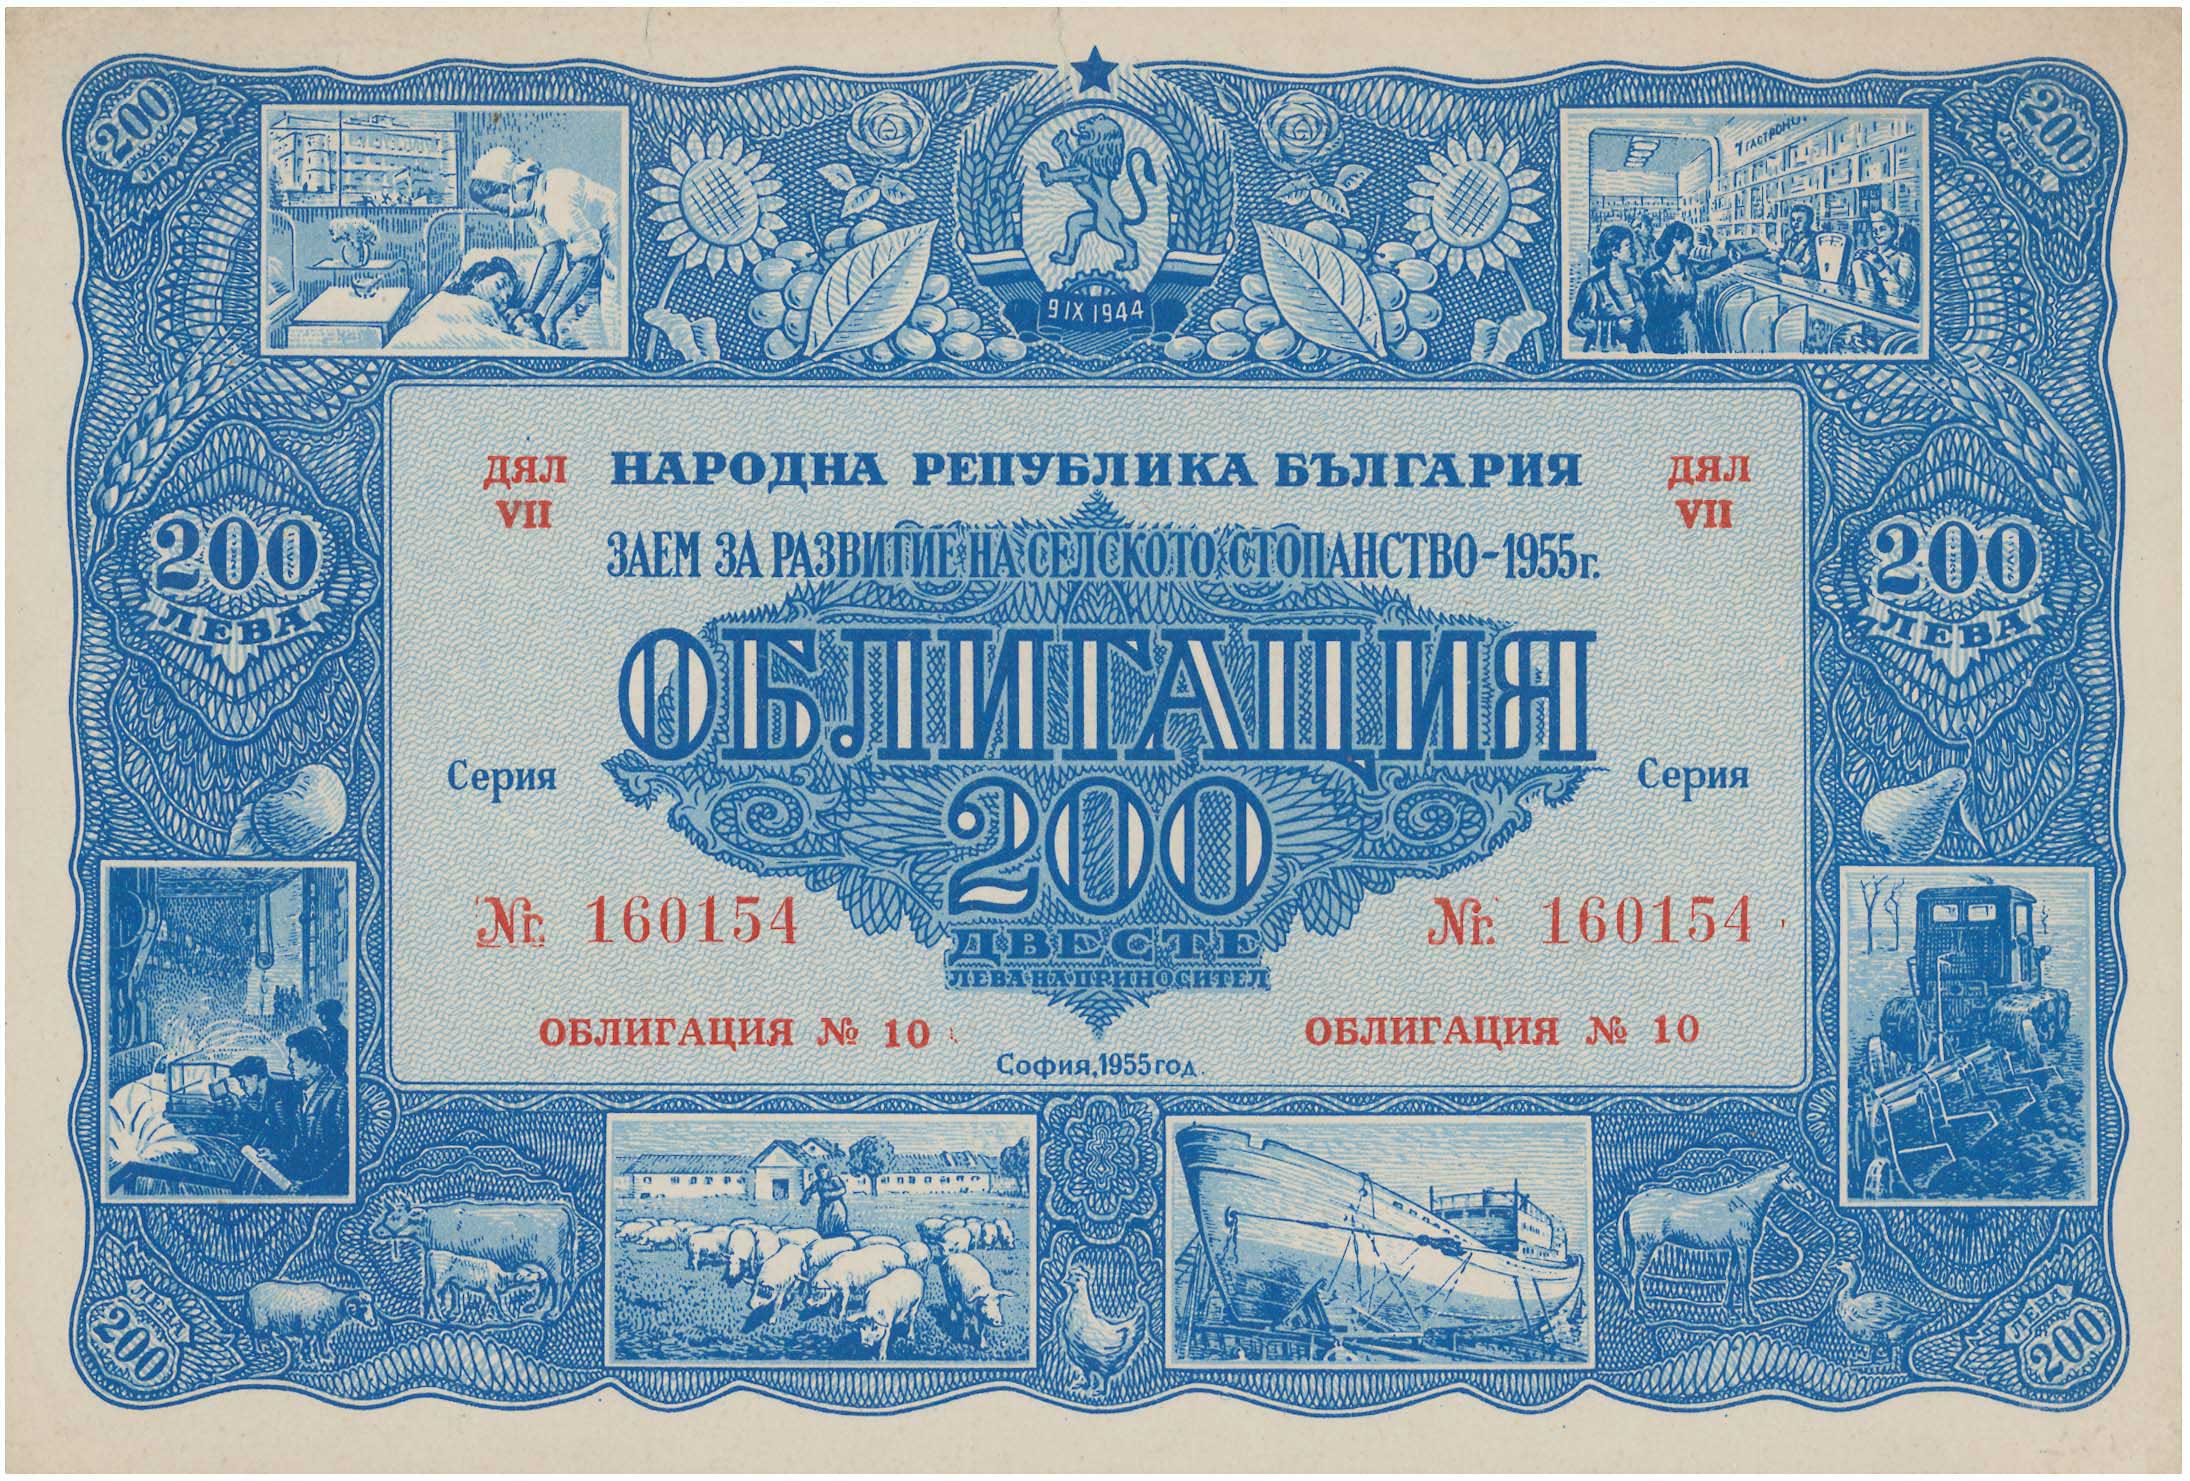 200
ЛЕВА
200
ЛЕВА
ГАСТРОНОМ
9 IX 1944
ДЯЛ
VII
НАРОДНА РЕПУБЛИКА БЪЛГАРИЯ
ДЯЛ
VII
ЗАЕМ ЗА РАЗВИТИЕ НА СЕЛСКОТО СТОПАНСТВО-1955г.
200
ЛЕВА
200
ЛЕВА
ОБЛИГАЦИЯ
Серия
Серия
200
№. 160154
№. 160154
ДВЕСТЕ
ЛЕВА НА ПРИНОСИТЕЛ
ОБЛИГАЦИЯ № 10
ОБЛИГАЦИЯ № 10
София, 1955 год.
ЛЕВА
200
ЛЕВА
200